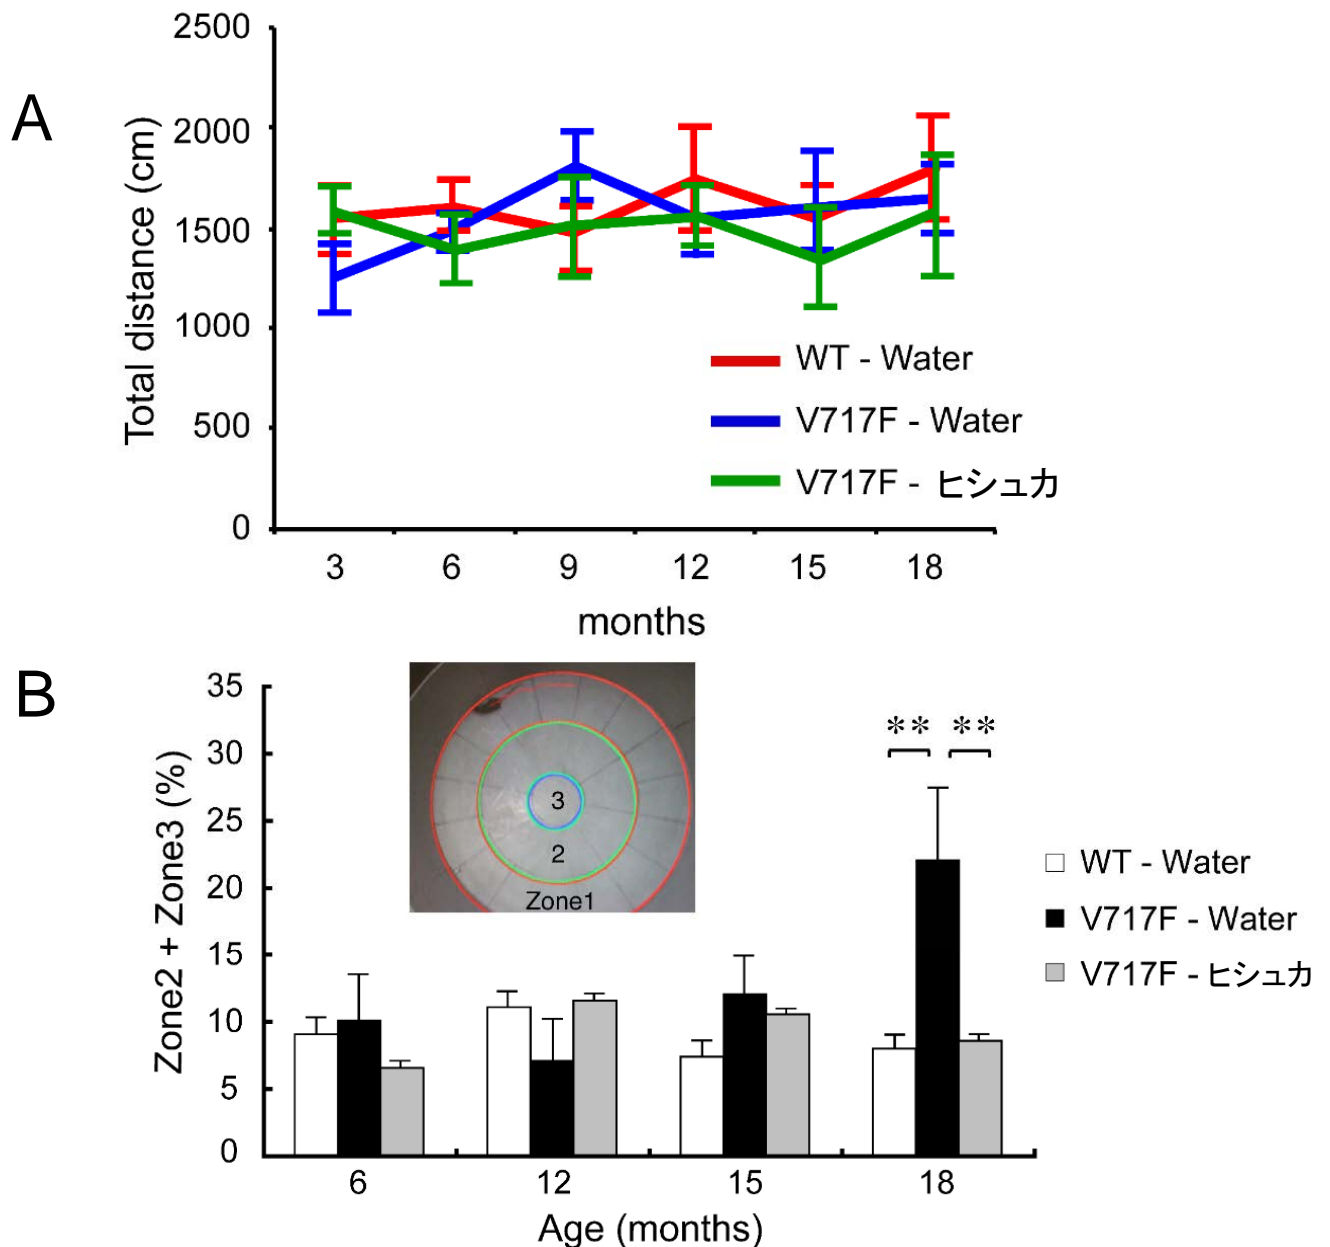 A
Total distance (cm)
2500
2000
1500
1000
500
0
WT - Water
V717F - Water
V717F - ヒシュカ
3 6 9 12 15 18
months
B
Zone2 + Zone3 (%)
35
30
25
20
15
10
5
0
3
2
Zone1
** **
WT - Water
V717F - Water
V717F - ヒシュカ
6 12 15 18
Age (months)